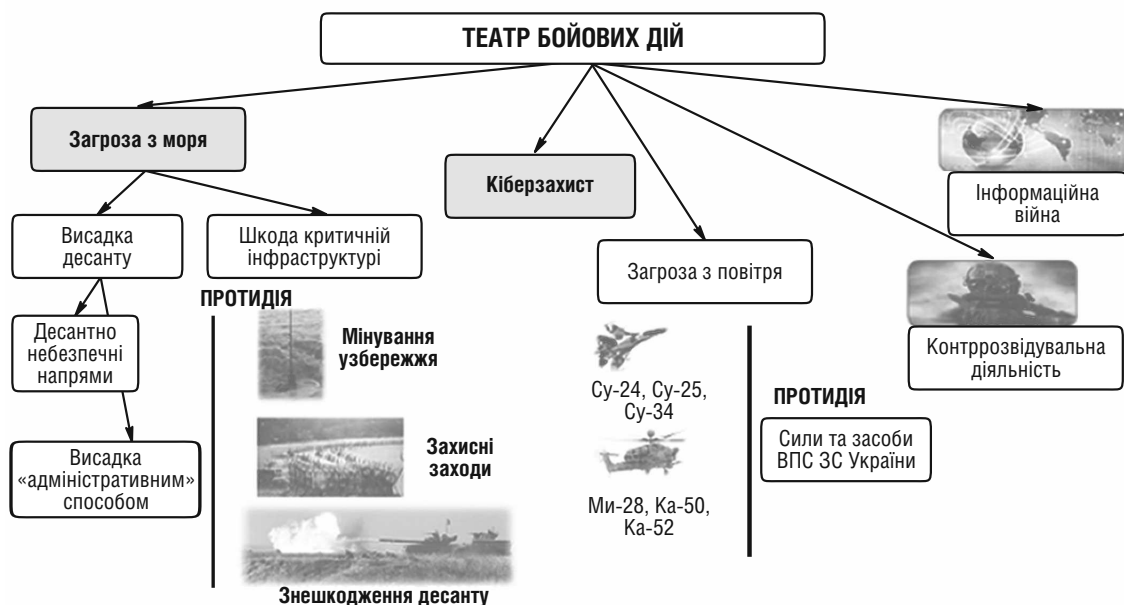 ТЕАТР БОЙОВИХ ДІЙ
Загроза з моря
Кіберзахист
Інформаційна
війна
Висадка
десанту
Шкода критичній
інфраструктурі
Загроза з повітря
Контррозвідувальна
діяльність
ПРОТИДІЯ
Десантно
небезпечні
напрями
Висадка
«адміністративним»
способом
Мінування
узбережжя
Захисні
заходи
Знешкодження десанту
Су-24, Су-25,
Су-34
Ми-28, Ка-50,
Ка-52
ПРОТИДІЯ
Сили та засоби
ВПС ЗС України